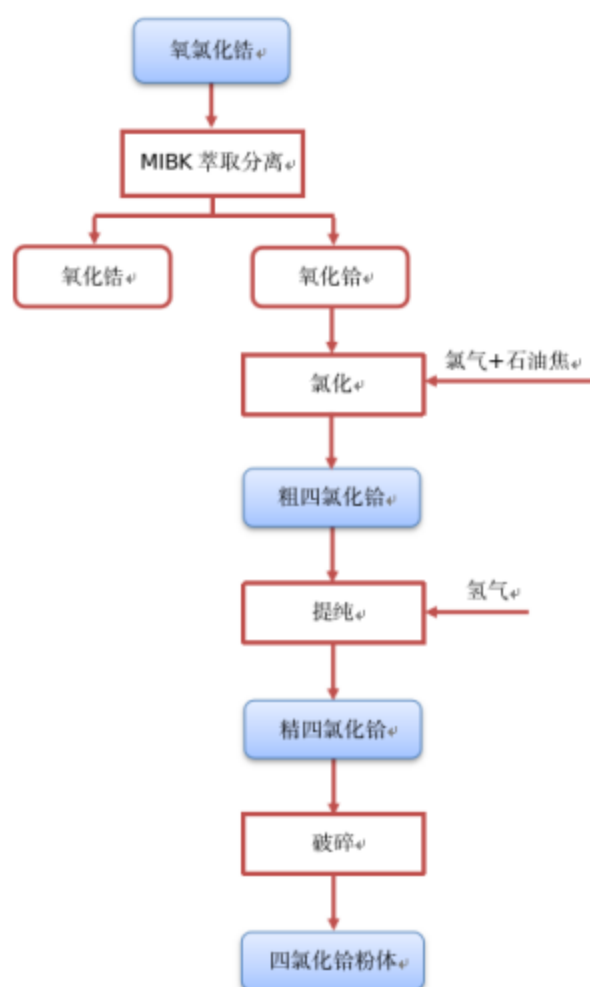 氧氯化锆
MIBK 萃取分离
氧化锆
氧化铪
氯气+石油焦
氯化
粗四氯化铪
氢气
提纯
精四氯化铪
破碎
四氯化铪粉体